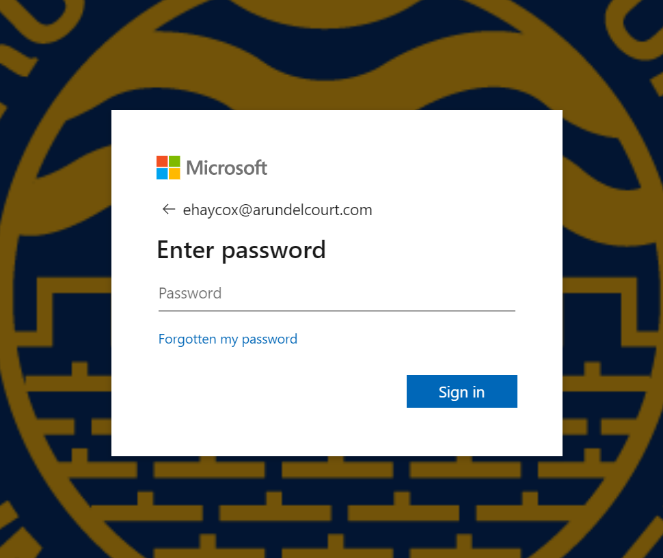 Microsoft
← ehaycox@arundelcourt.com
Enter password
Password
Forgotten my password
Sign in